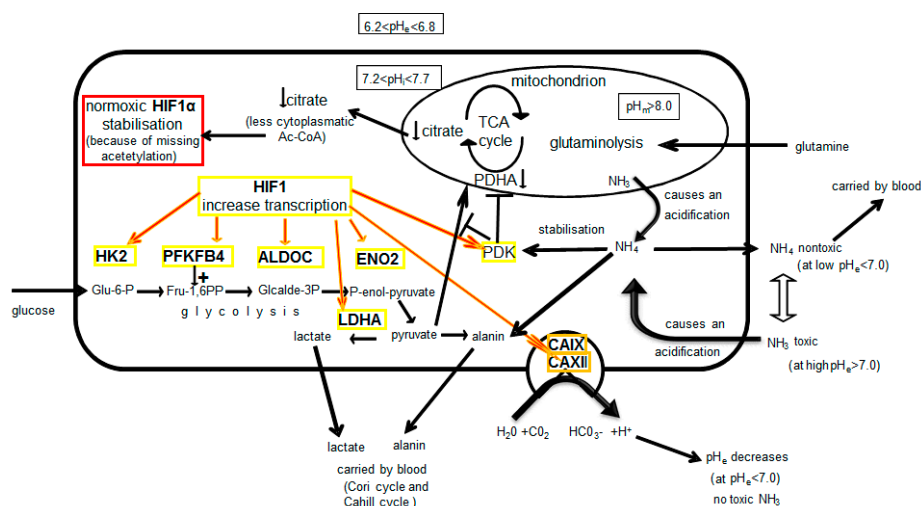 6.2<pHe<6.8
7.2<pHi<7.7
mitochondrion
pHm>8.0
normoxic HIF1α
stabilisation
(because of missing
acetetylation)
citrate
(less cytoplasmatic
Ac-CoA)
citrate
TCA
cycle
glutaminolysis
glutamine
PDHA
NH3
causes an
acidification
carried by blood
HIF1
increase transcription
stabilisation
NH4
NH4 nontoxic
(at low pHe<7.0)
HK2
PFKFB4
ALDOC
ENO2
PDK
+
glucose
Glu-6-P
Fru-1,6PP
Glcalde-3P
P-enol-pyruvate
glycolysis
LDHA
lactate
pyruvate
alanin
causes an
acidification
NH3 toxic
(at high pHe>7.0)
CAIX
CAXII
H20 +C02
HC03- +H+
lactate
alanin
carried by blood
(Cori cycle and
Cahill cycle )
pHe decreases
(at pHe<7.0)
no toxic NH3